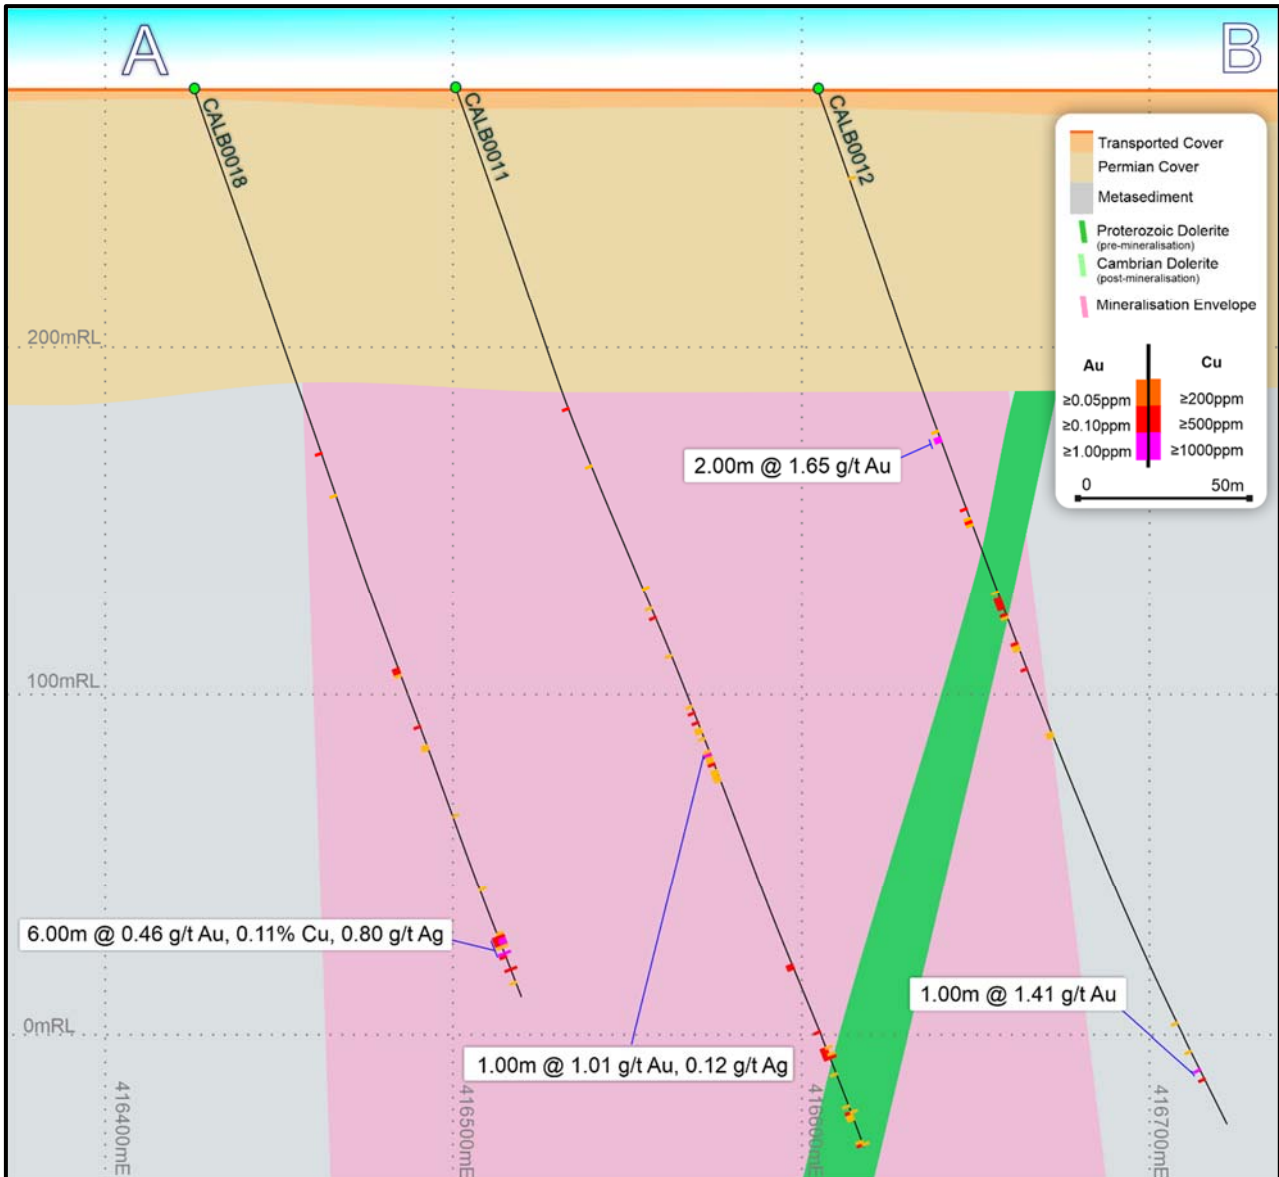 A
B
CALB0018
CALB0011
CALB0012
Transported Cover
Permian Cover
Metasediment
Proterozoic Dolerite
(pre-mineralisation)
Cambrian Dolerite
(post-mineralisation)
Mineralisation Envelope
Au Cu
≥0.05ppm ≥200ppm
≥0.10ppm ≥500ppm
≥1.00ppm ≥1000ppm
0 50m
200mRL
2.00m @ 1.65 g/t Au
100mRL
6.00m @ 0.46 g/t Au, 0.11% Cu, 0.80 g/t Ag
1.00m @ 1.41 g/t Au
0mRL
1.00m @ 1.01 g/t Au, 0.12 g/t Ag
416400mE
416500mE
416600mE
416700mE